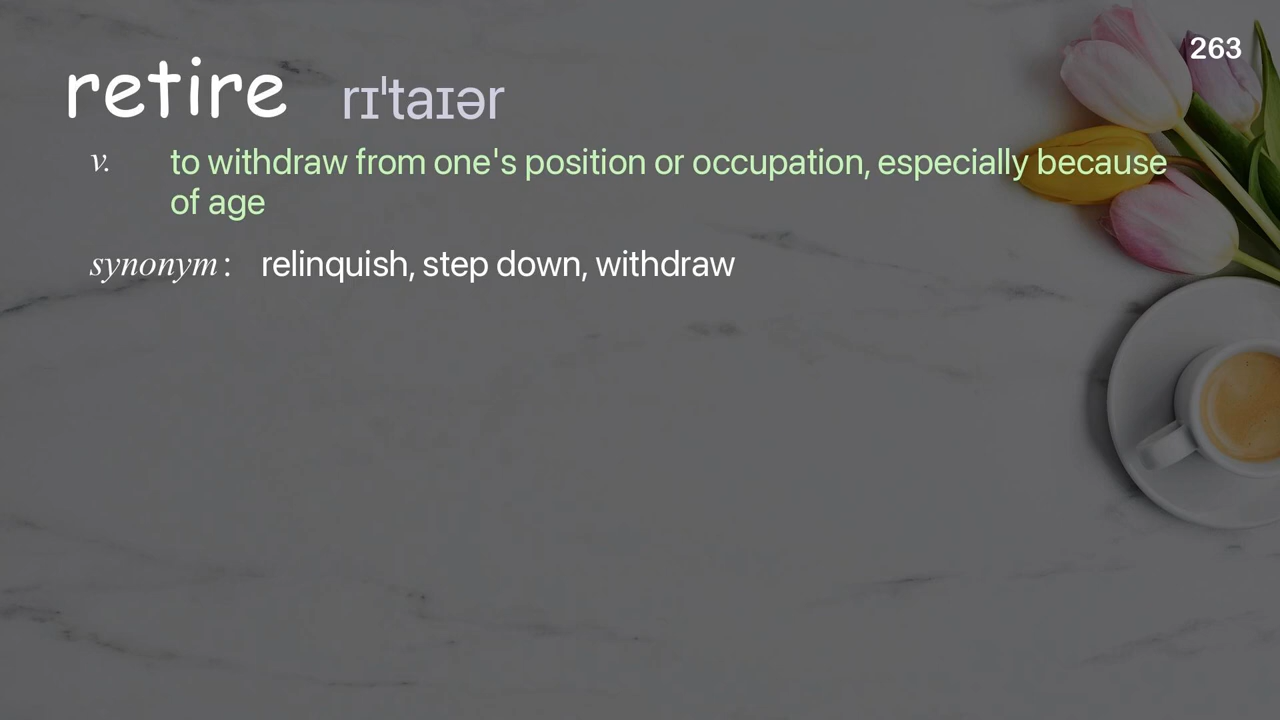 263
retire rɪˈtaɪər
v. to withdraw from one's position or occupation, especially because
of age
synonym: relinquish, step down, withdraw